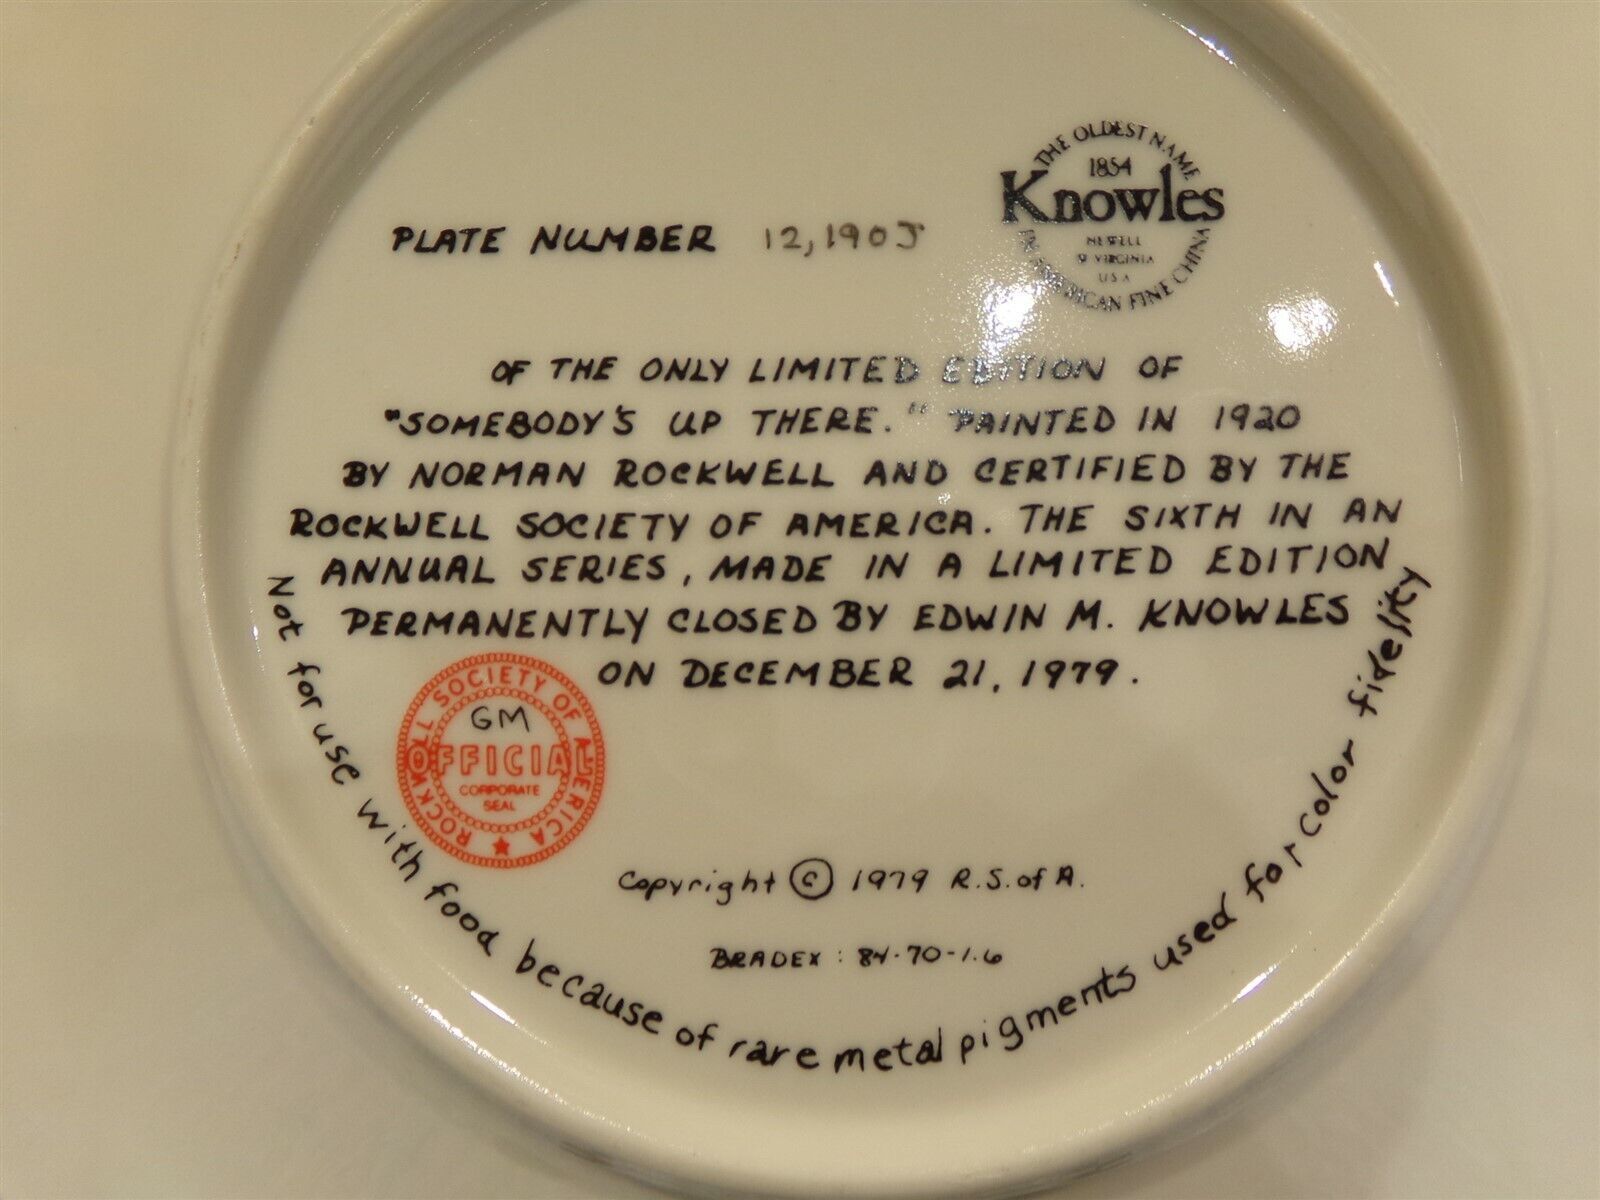 THE OLDEST NAME
1854
Knowles
NEWELL
W VIRGINIA
USA
IN AMERICAN FINE CHINA
PLATE NUMBER 12,190J
OF THE ONLY LIMITED EDITION OF
"SOMEBODY'S UP THERE." PAINTED IN 1920
BY NORMAN ROCKWELL AND CERTIFIED BY THE
ROCKWELL SOCIETY OF AMERICA. THE SIXTH IN AN
ANNUAL SERIES, MADE IN A LIMITED EDITION
PERMANENTLY CLOSED BY EDWIN M. KNOWLES
ON DECEMBER 21, 1979.
ROCKWELL SOCIETY OF AMERICA
GM
OFFICIAL
CORPORATE
SEAL
Copyright © 1979 R.S. of A.
BRADEX: 84-70-1.6
Not for use with food because of rare metal pigments used for color fidelity